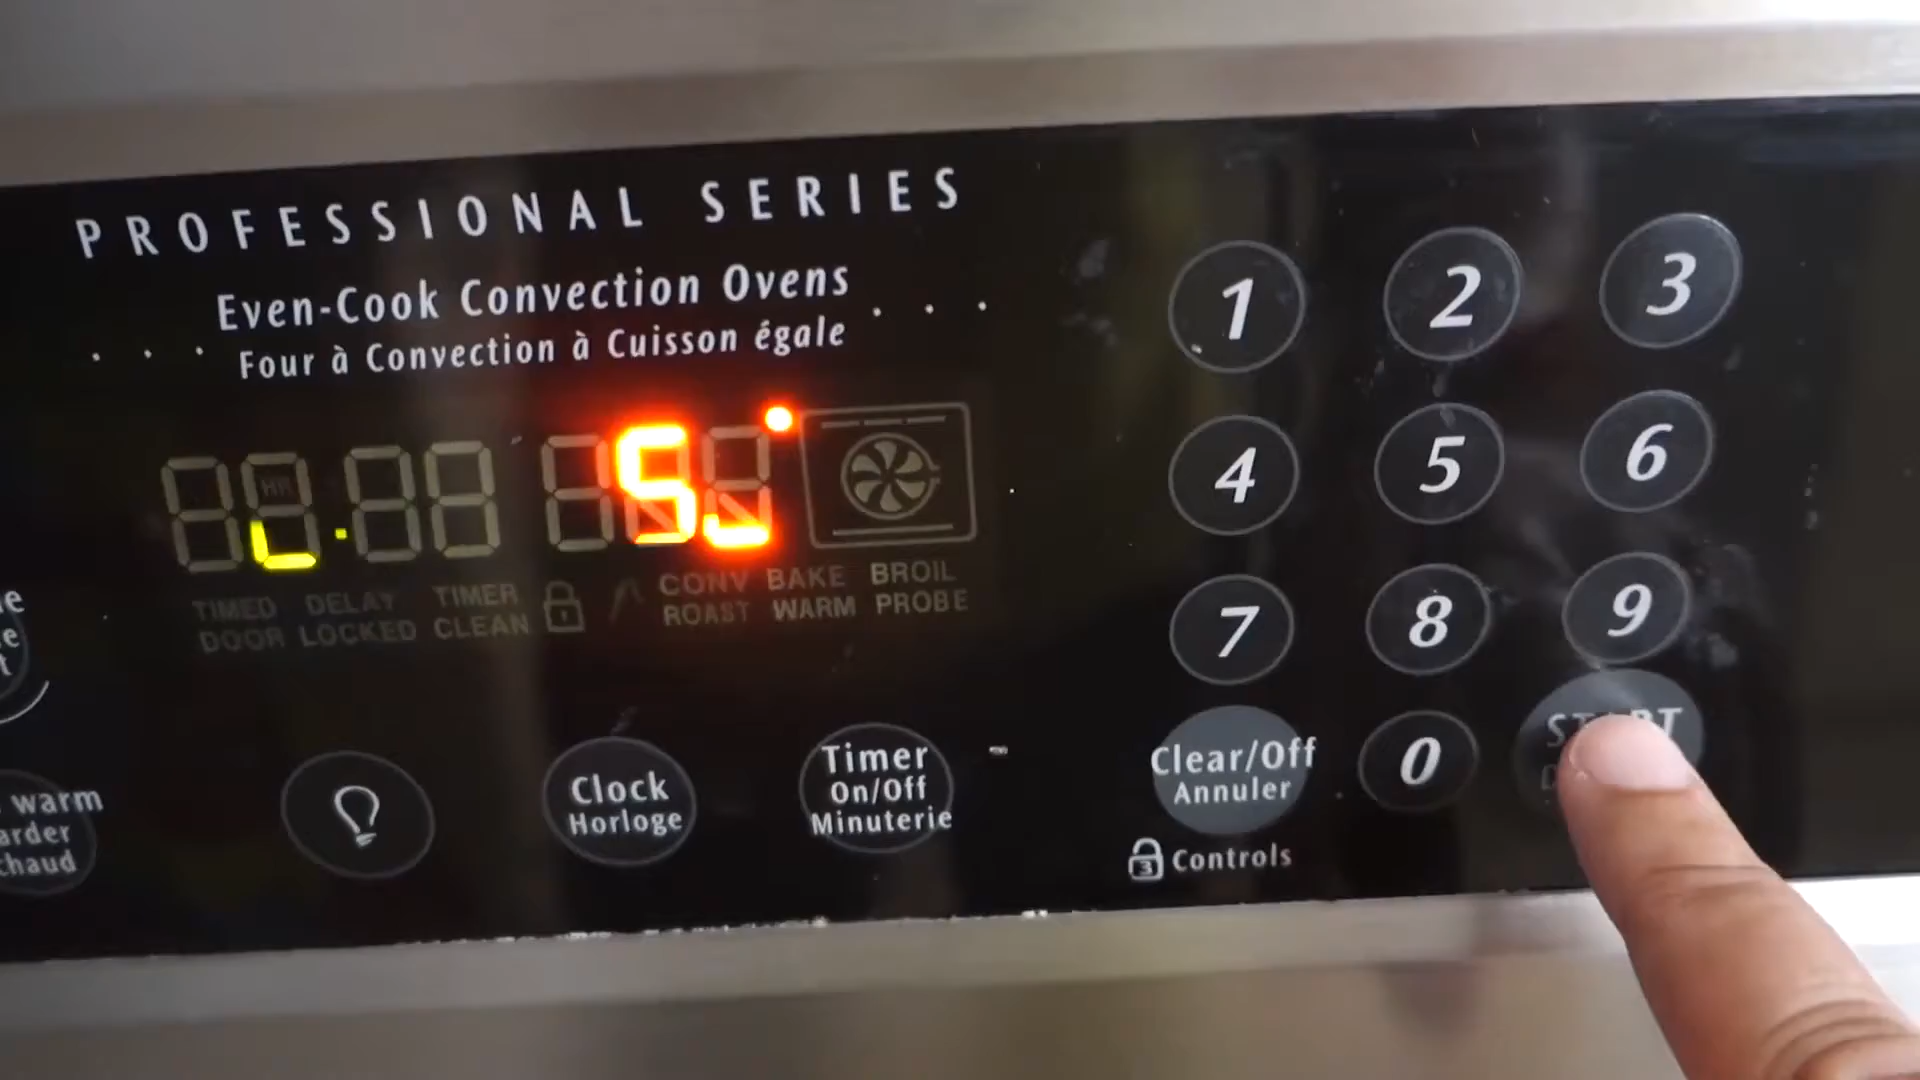 PROFESSIONAL SERIES
Even-Cook Convection Ovens
Four à Convection à Cuisson égale
HR
TIMED DELAY TIMER CONV BAKE BROIL
DOOR LOCKED CLEAN ROAST WARM PROBE
1 2 3
4 5 6
7 8 9
Clear/Off
Annuler
0
START
Controls
3
Clock
Horloge
Timer
On/Off
Minuterie
warm